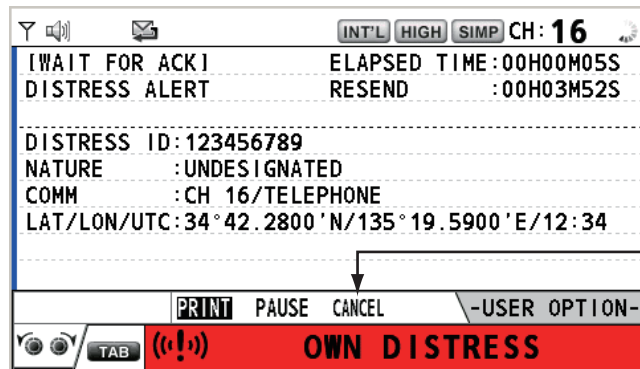 INT'L HIGH SIMP CH: 16
[WAIT FOR ACK] ELAPSED TIME:00H00M05S
DISTRESS ALERT RESEND :00H03M52S
DISTRESS ID:123456789
NATURE :UNDESIGNATED
COMM :CH 16/TELEPHONE
LAT/LON/UTC:34°42.2800'N/135°19.5900'E/12:34
PRINT PAUSE CANCEL -USER OPTION-
TAB OWN DISTRESS